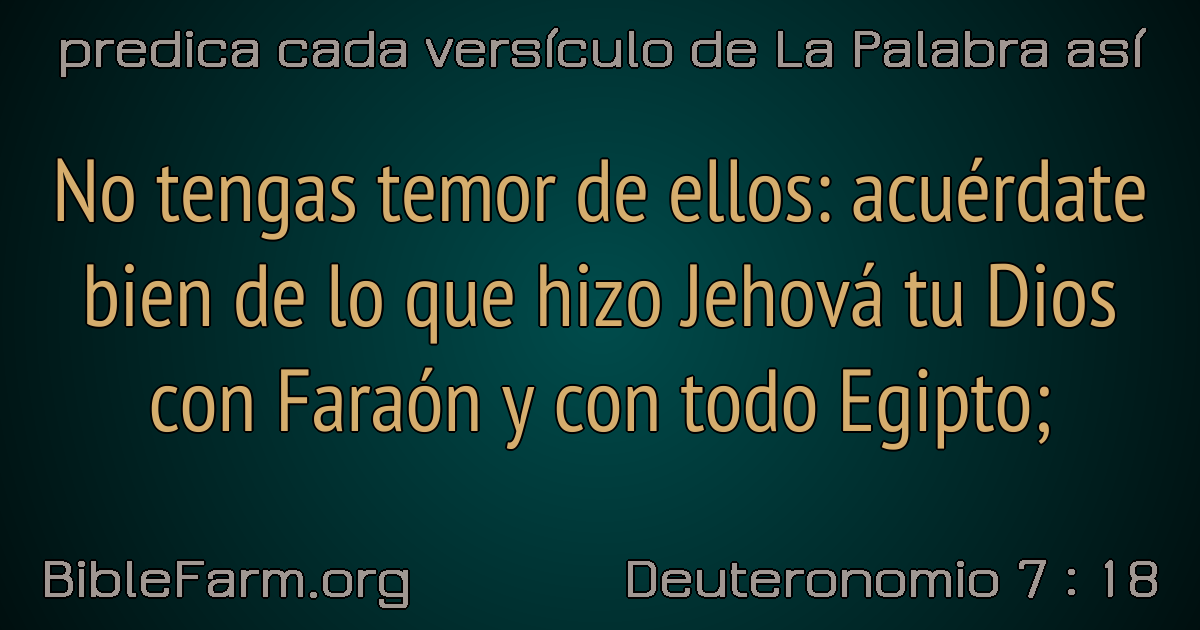 predica cada versículo de La Palabra así
No tengas temor de ellos: acuérdate
bien de lo que hizo Jehová tu Dios
con Faraón y con todo Egipto;
BibleFarm.org
Deuteronomio 7 : 18